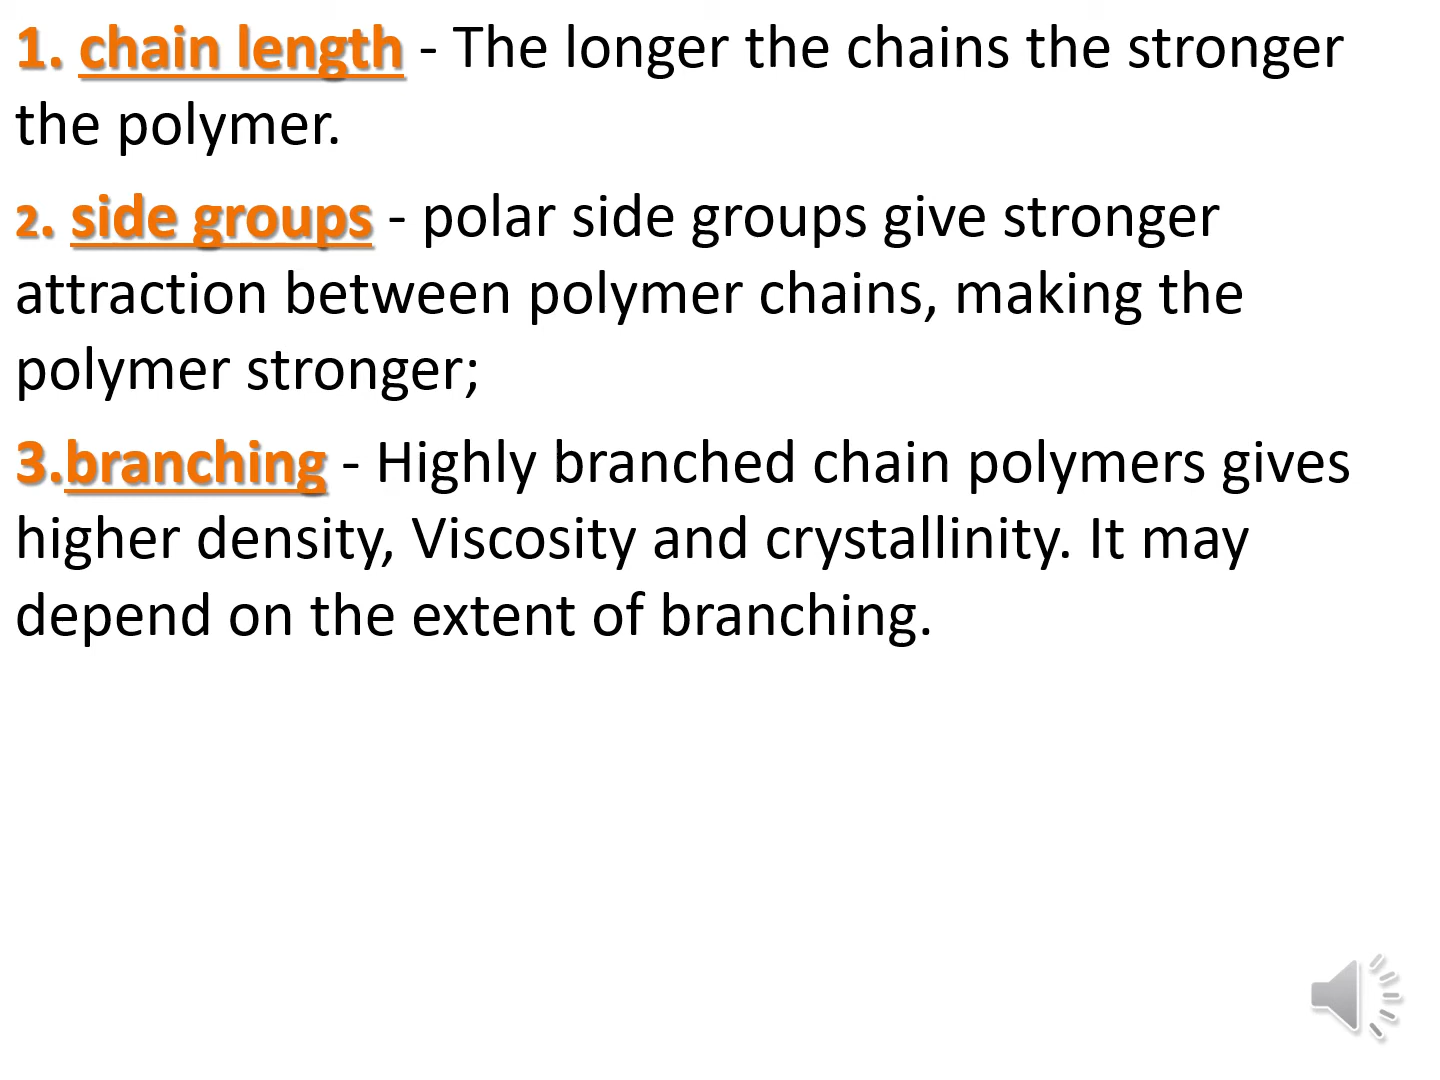 1. chain length - The longer the chains the stronger
the polymer.
2. side groups - polar side groups give stronger
attraction between polymer chains, making the
polymer stronger;
3.branching - Highly branched chain polymers gives
higher density, Viscosity and crystallinity. It may
depend on the extent of branching.